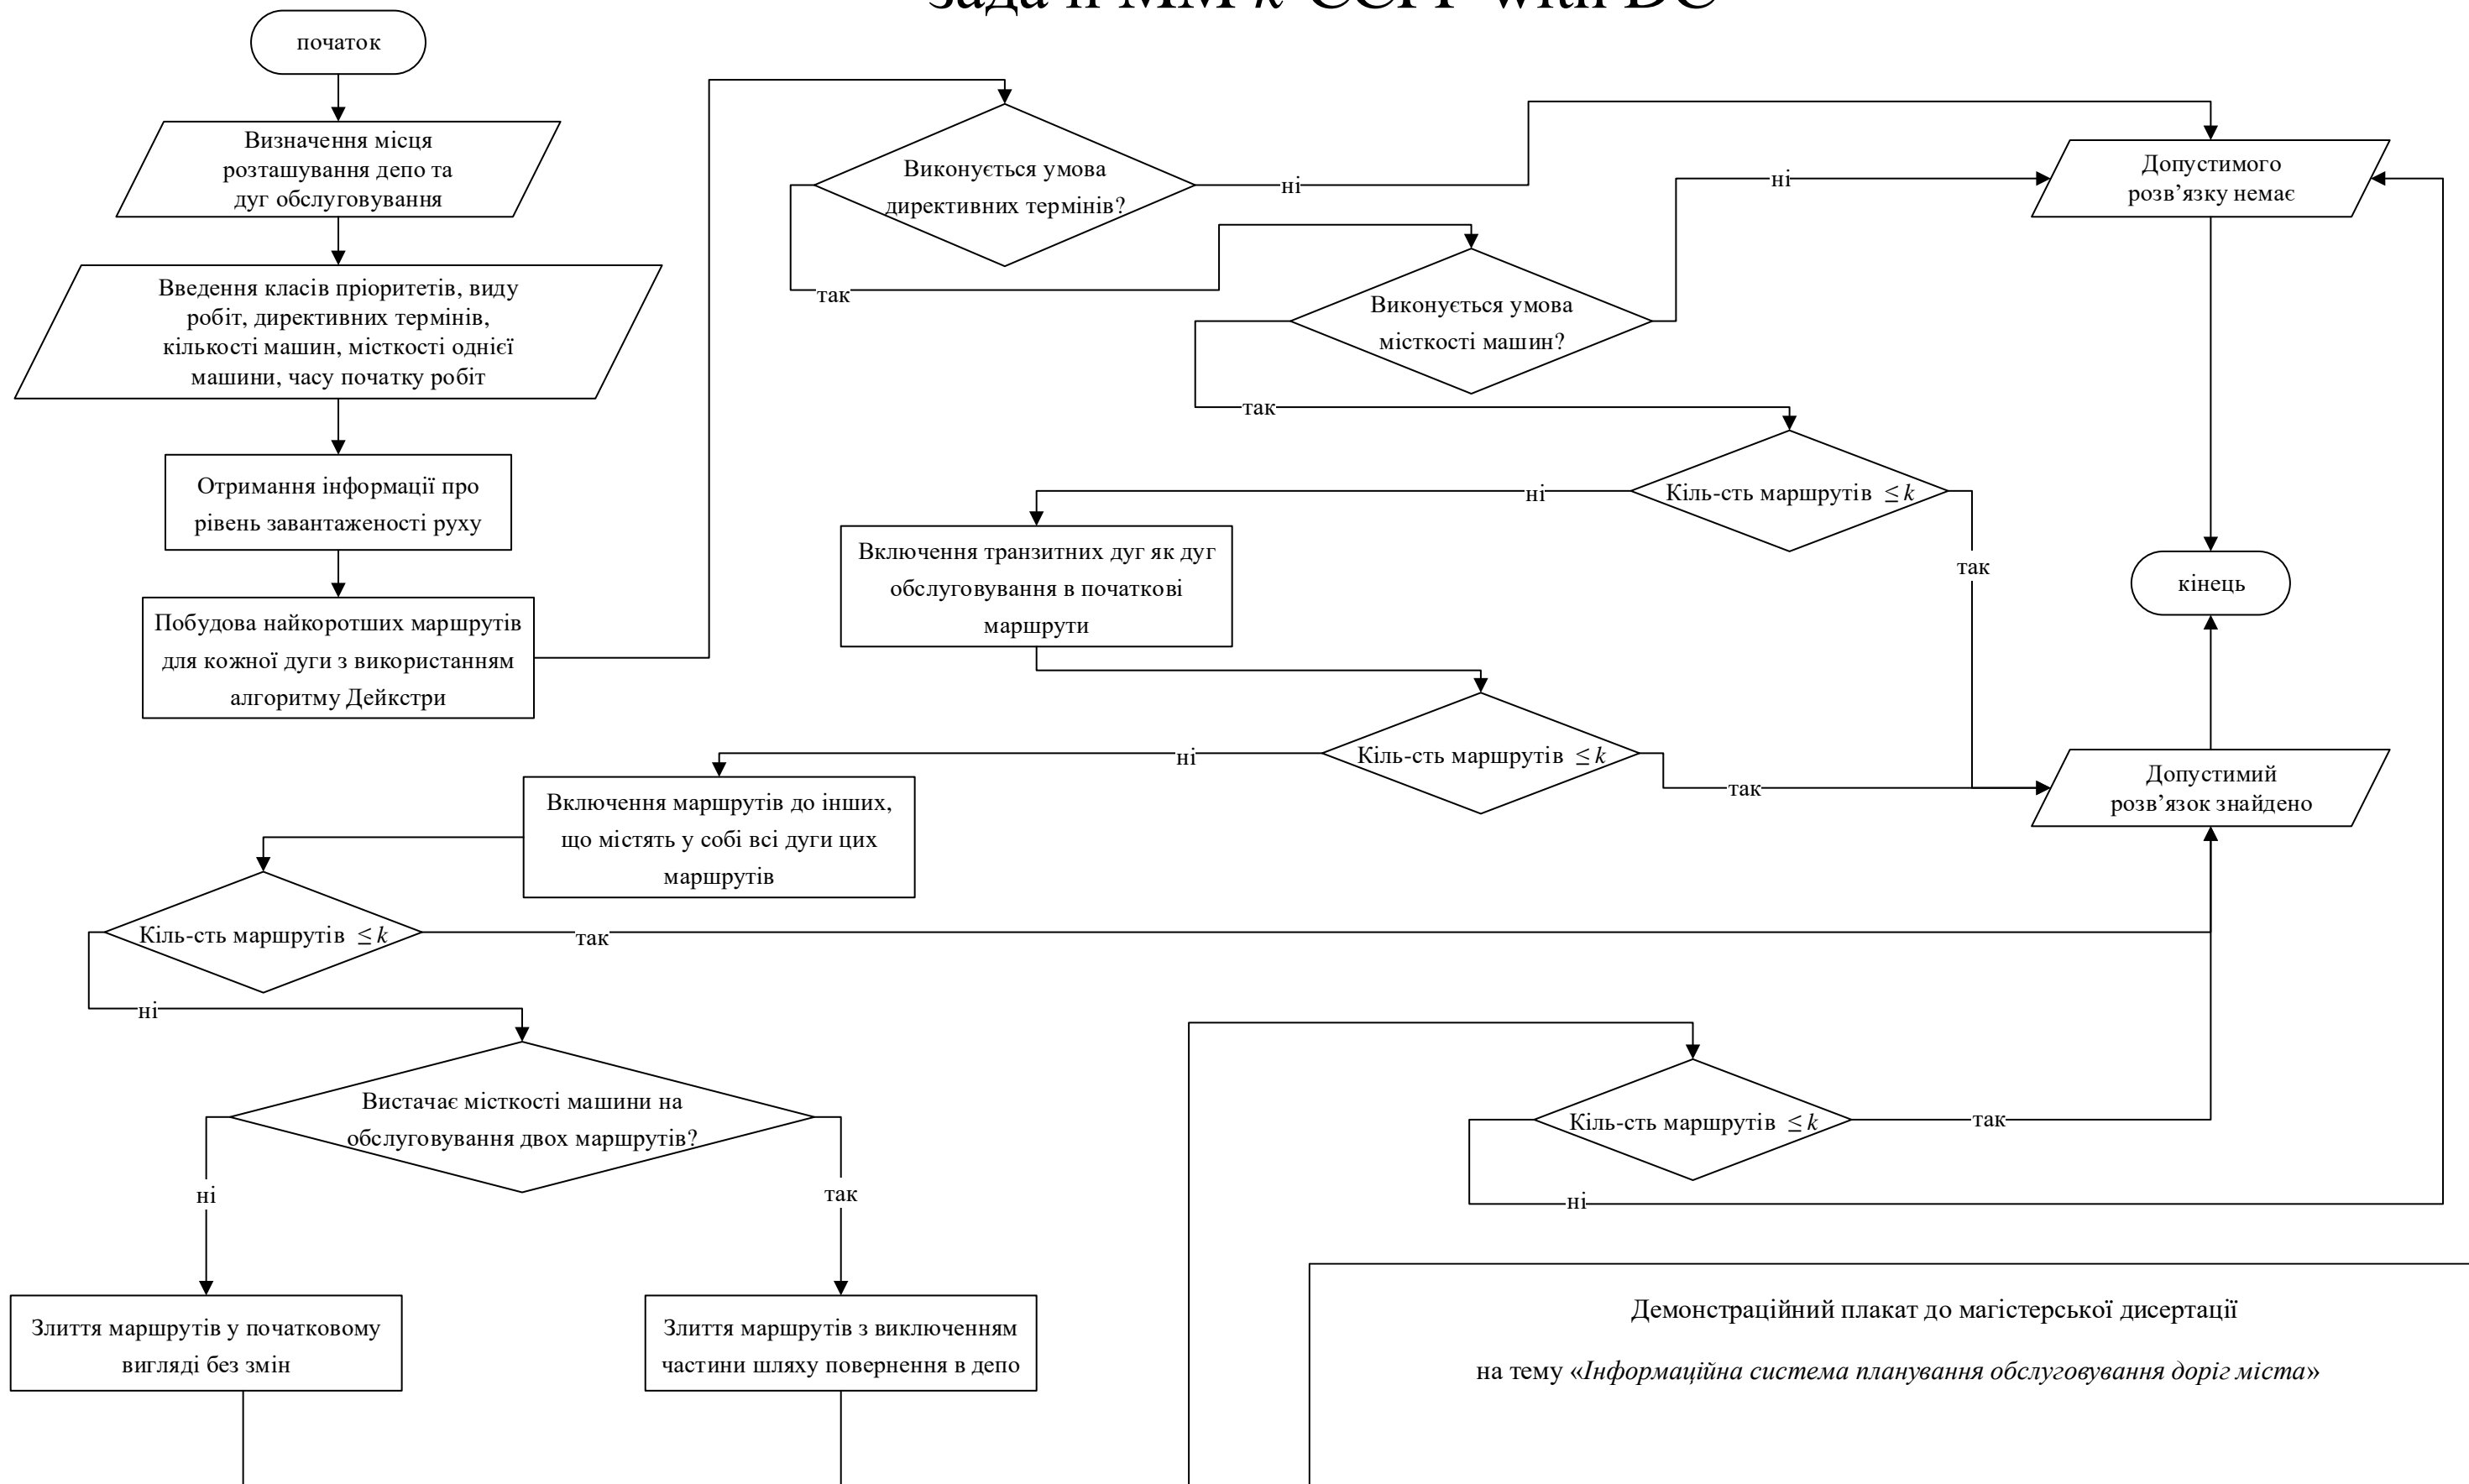 задачі MM k-CCPP with DC
початок
Визначення місця
розташування депо та
дуг обслуговування
Введення класів пріоритетів, виду
робіт, директивних термінів,
кількості машин, місткості однієї
машини, часу початку робіт
Отримання інформації про
рівень завантаженості руху
Побудова найкоротших маршрутів
для кожної дуги з використанням
алгоритму Дейкстри
Виконується умова
директивних термінів?
ні
так
Виконується умова
місткості машин?
ні
так
Допустимого
розв’язку немає
Кіль-сть маршрутів ≤ k
ні
так
Включення транзитних дуг як дуг
обслуговування в початкові
маршрути
кінець
Кіль-сть маршрутів ≤ k
ні
так
Допустимий
розв’язок знайдено
Включення маршрутів до інших,
що містять у собі всі дуги цих
маршрутів
Кіль-сть маршрутів ≤ k
так
ні
Вистачає місткості машини на
обслуговування двох маршрутів?
ні
так
Кіль-сть маршрутів ≤ k
так
ні
Злиття маршрутів у початковому
вигляді без змін
Злиття маршрутів з виключенням
частини шляху повернення в депо
Демонстраційний плакат до магістерської дисертації
на тему «Інформаційна система планування обслуговування доріг міста»